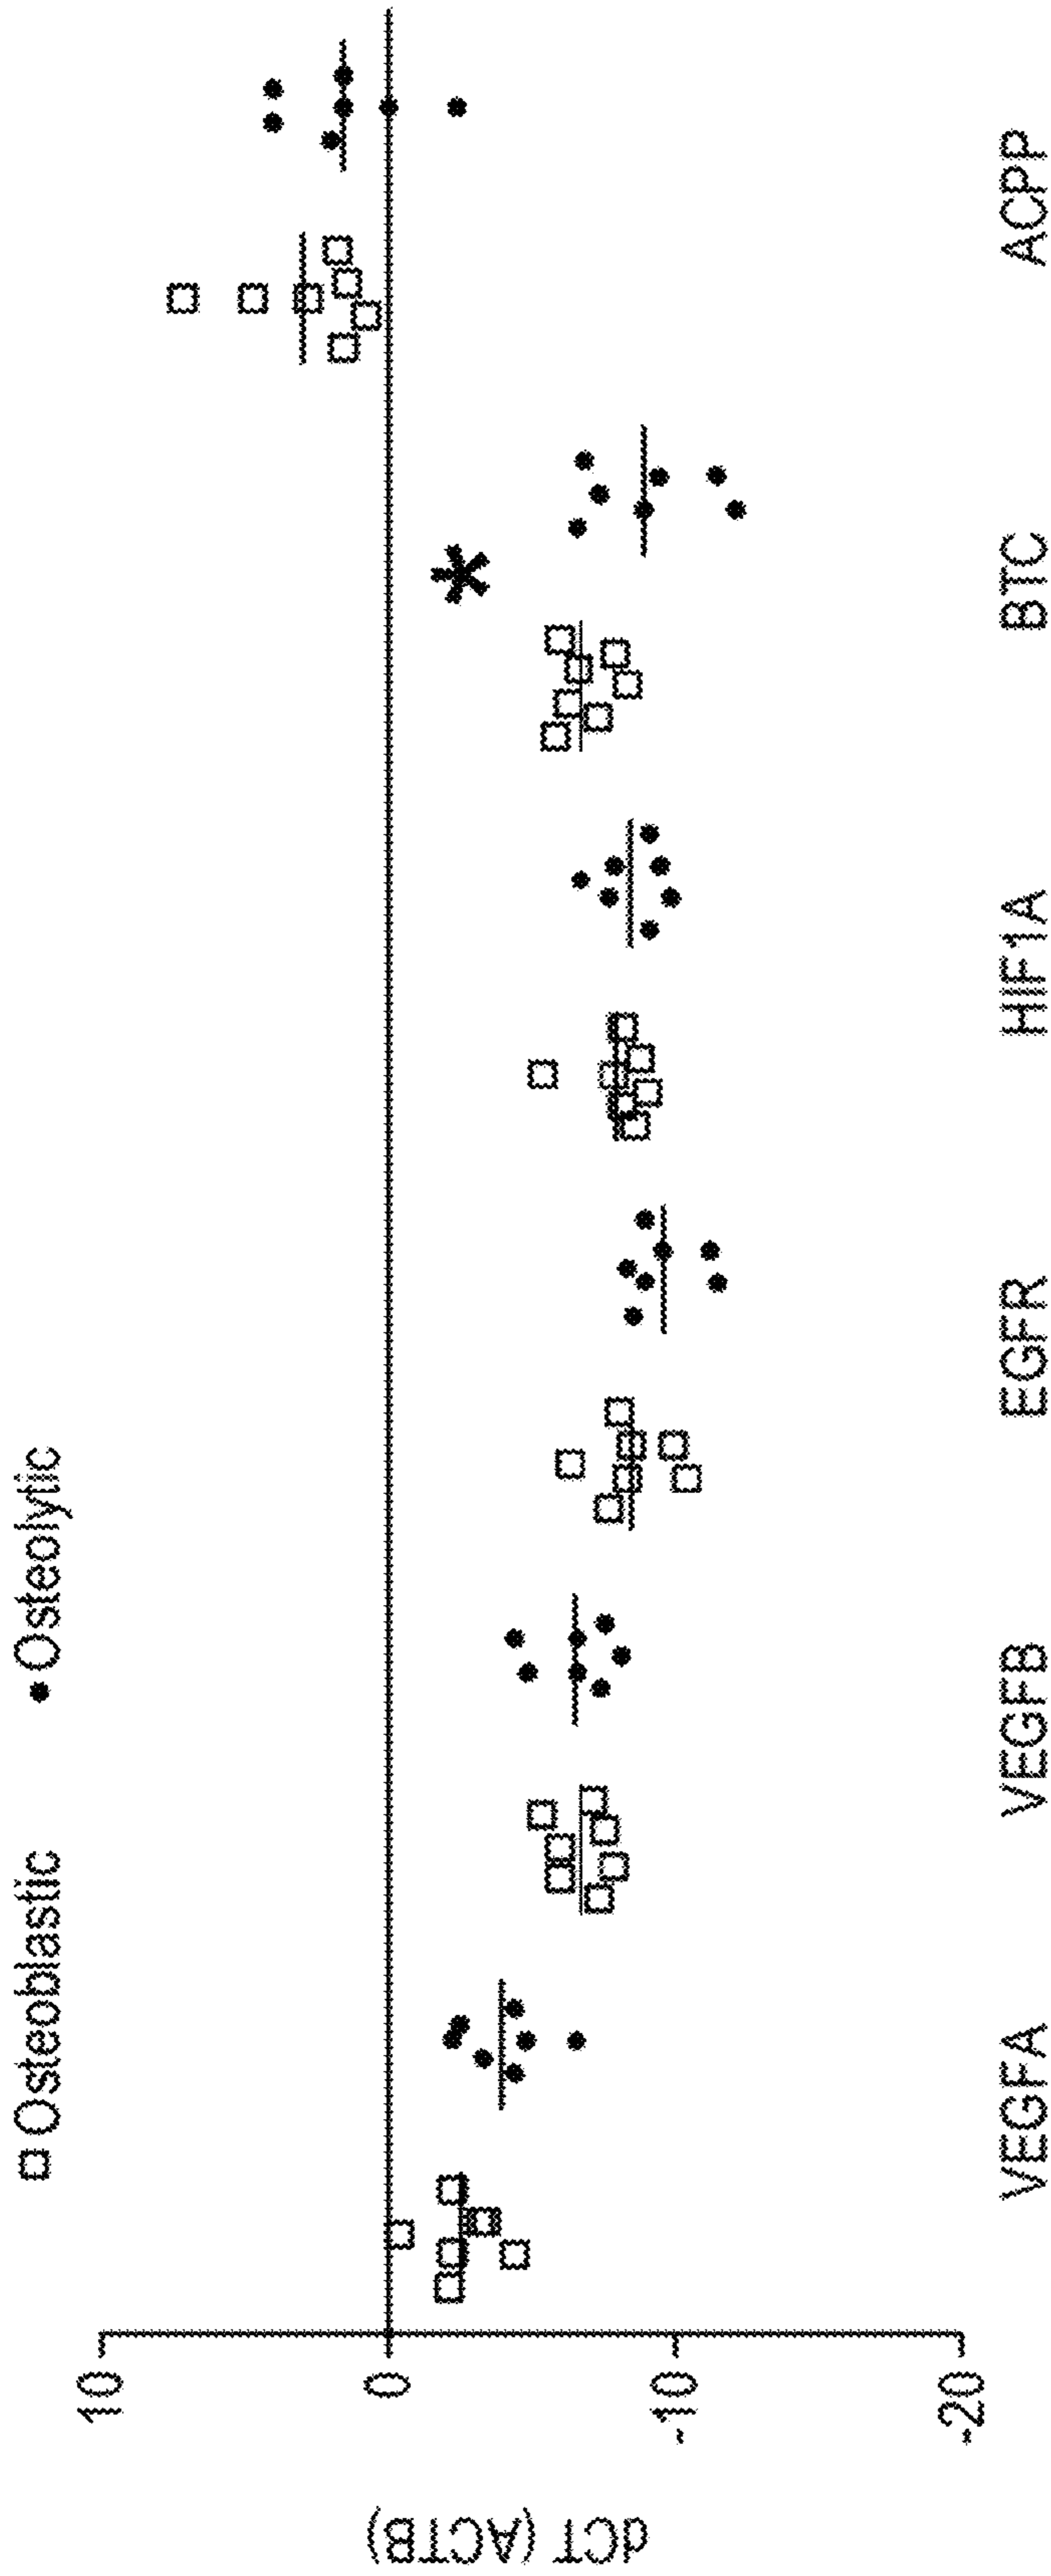 □ Osteoblastic
● Osteolytic
10
0
-10
-20
dCT (ACTB)
*
VEGFA
VEGFB
EGFR
HIF1A
BTC
ACPP